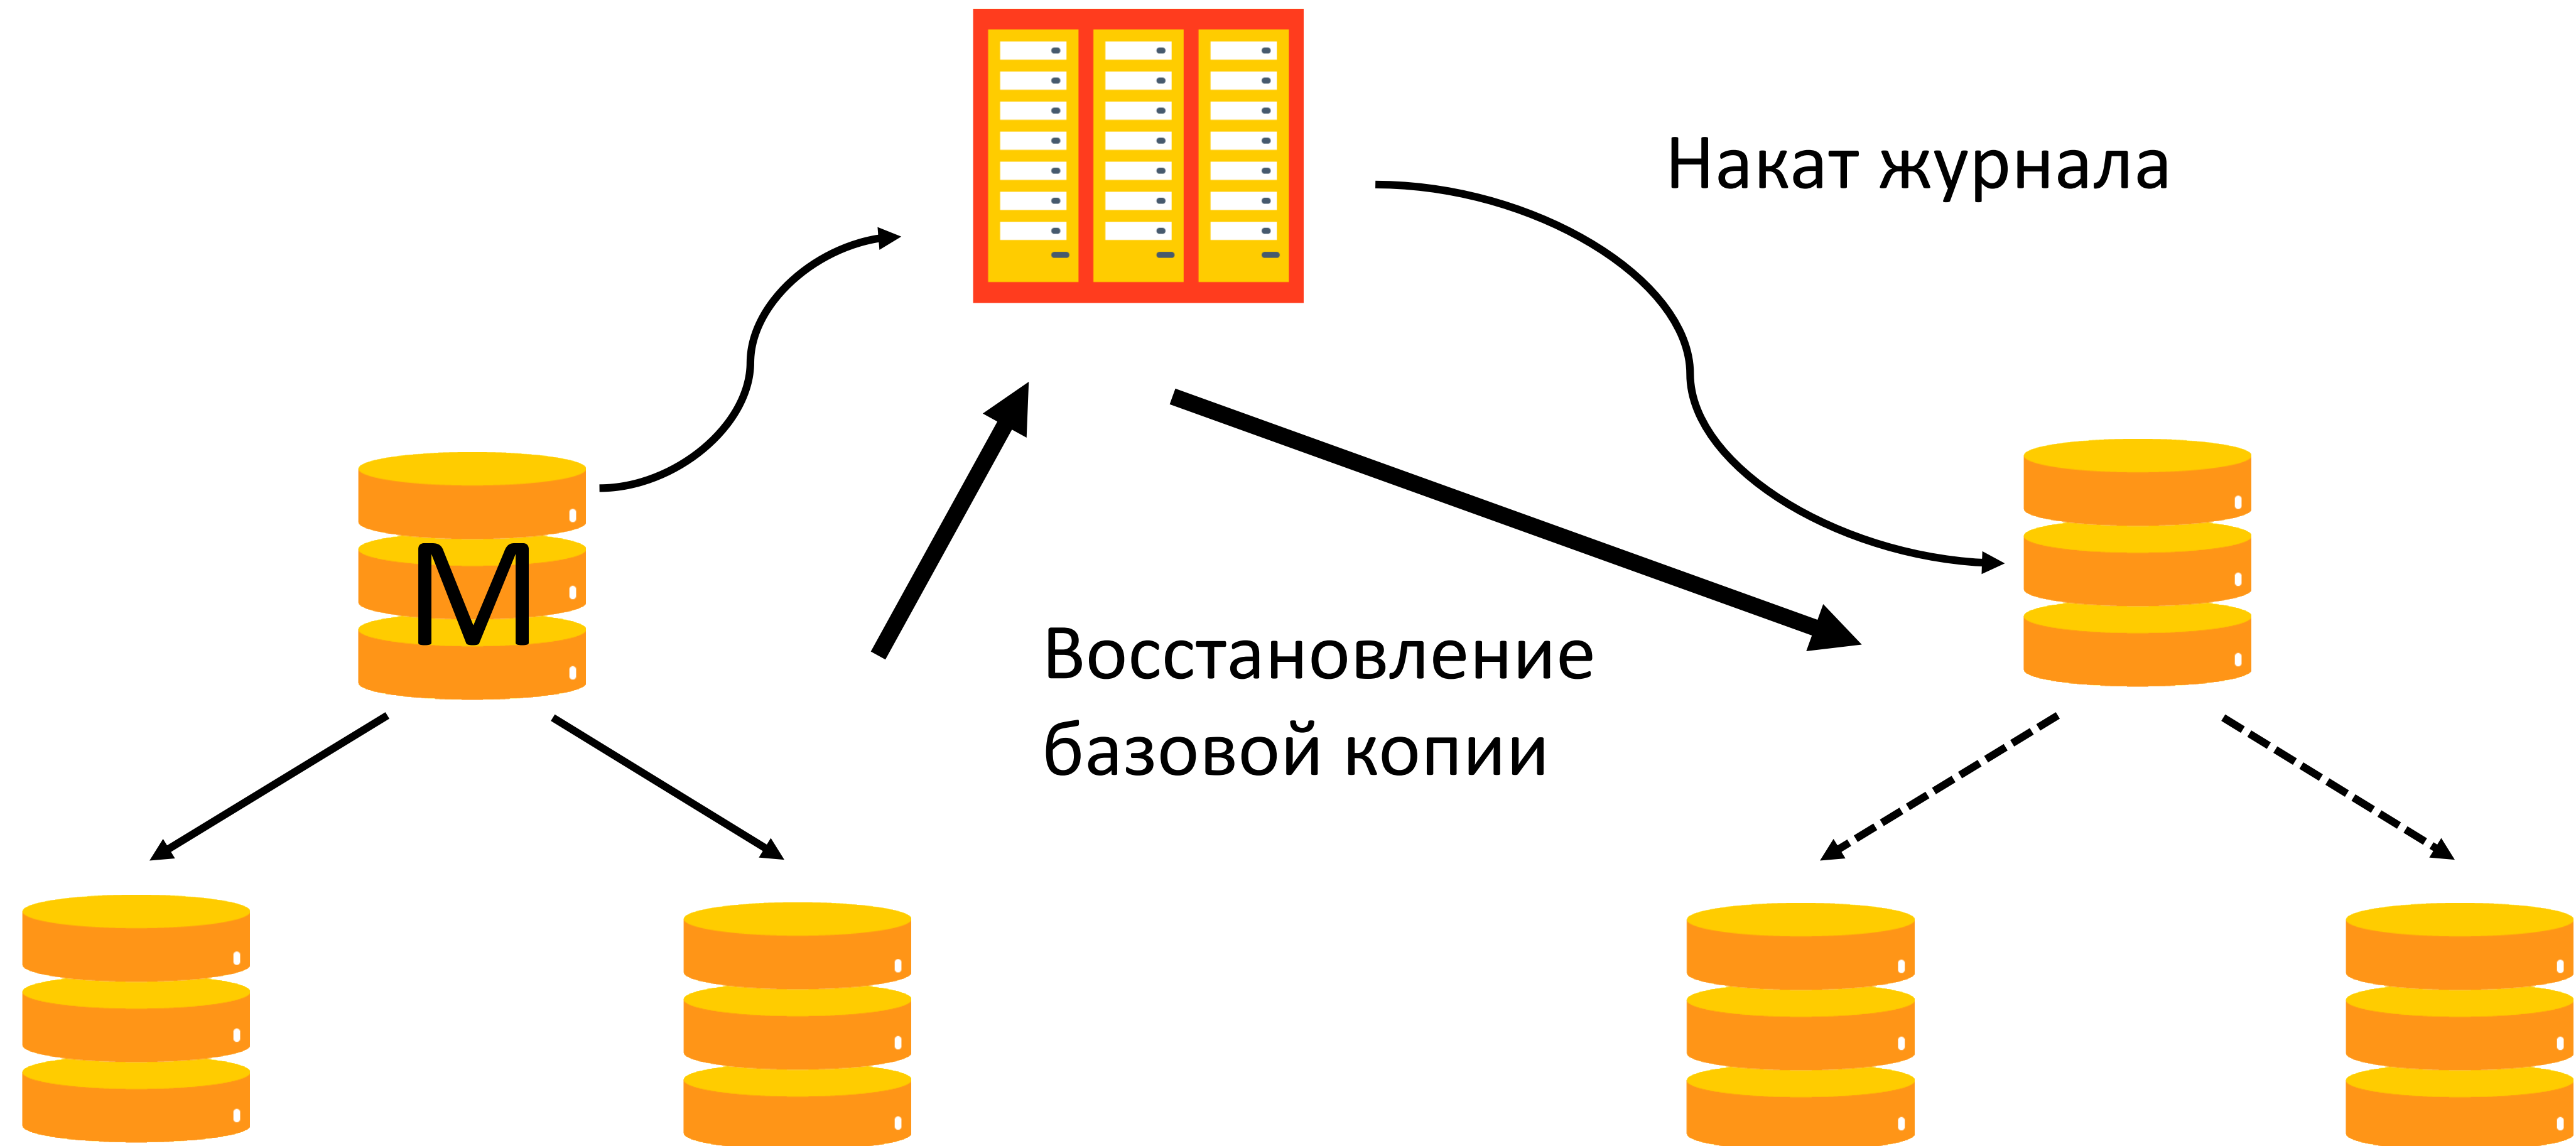 Накат журнала
М
Восстановление
базовой копии